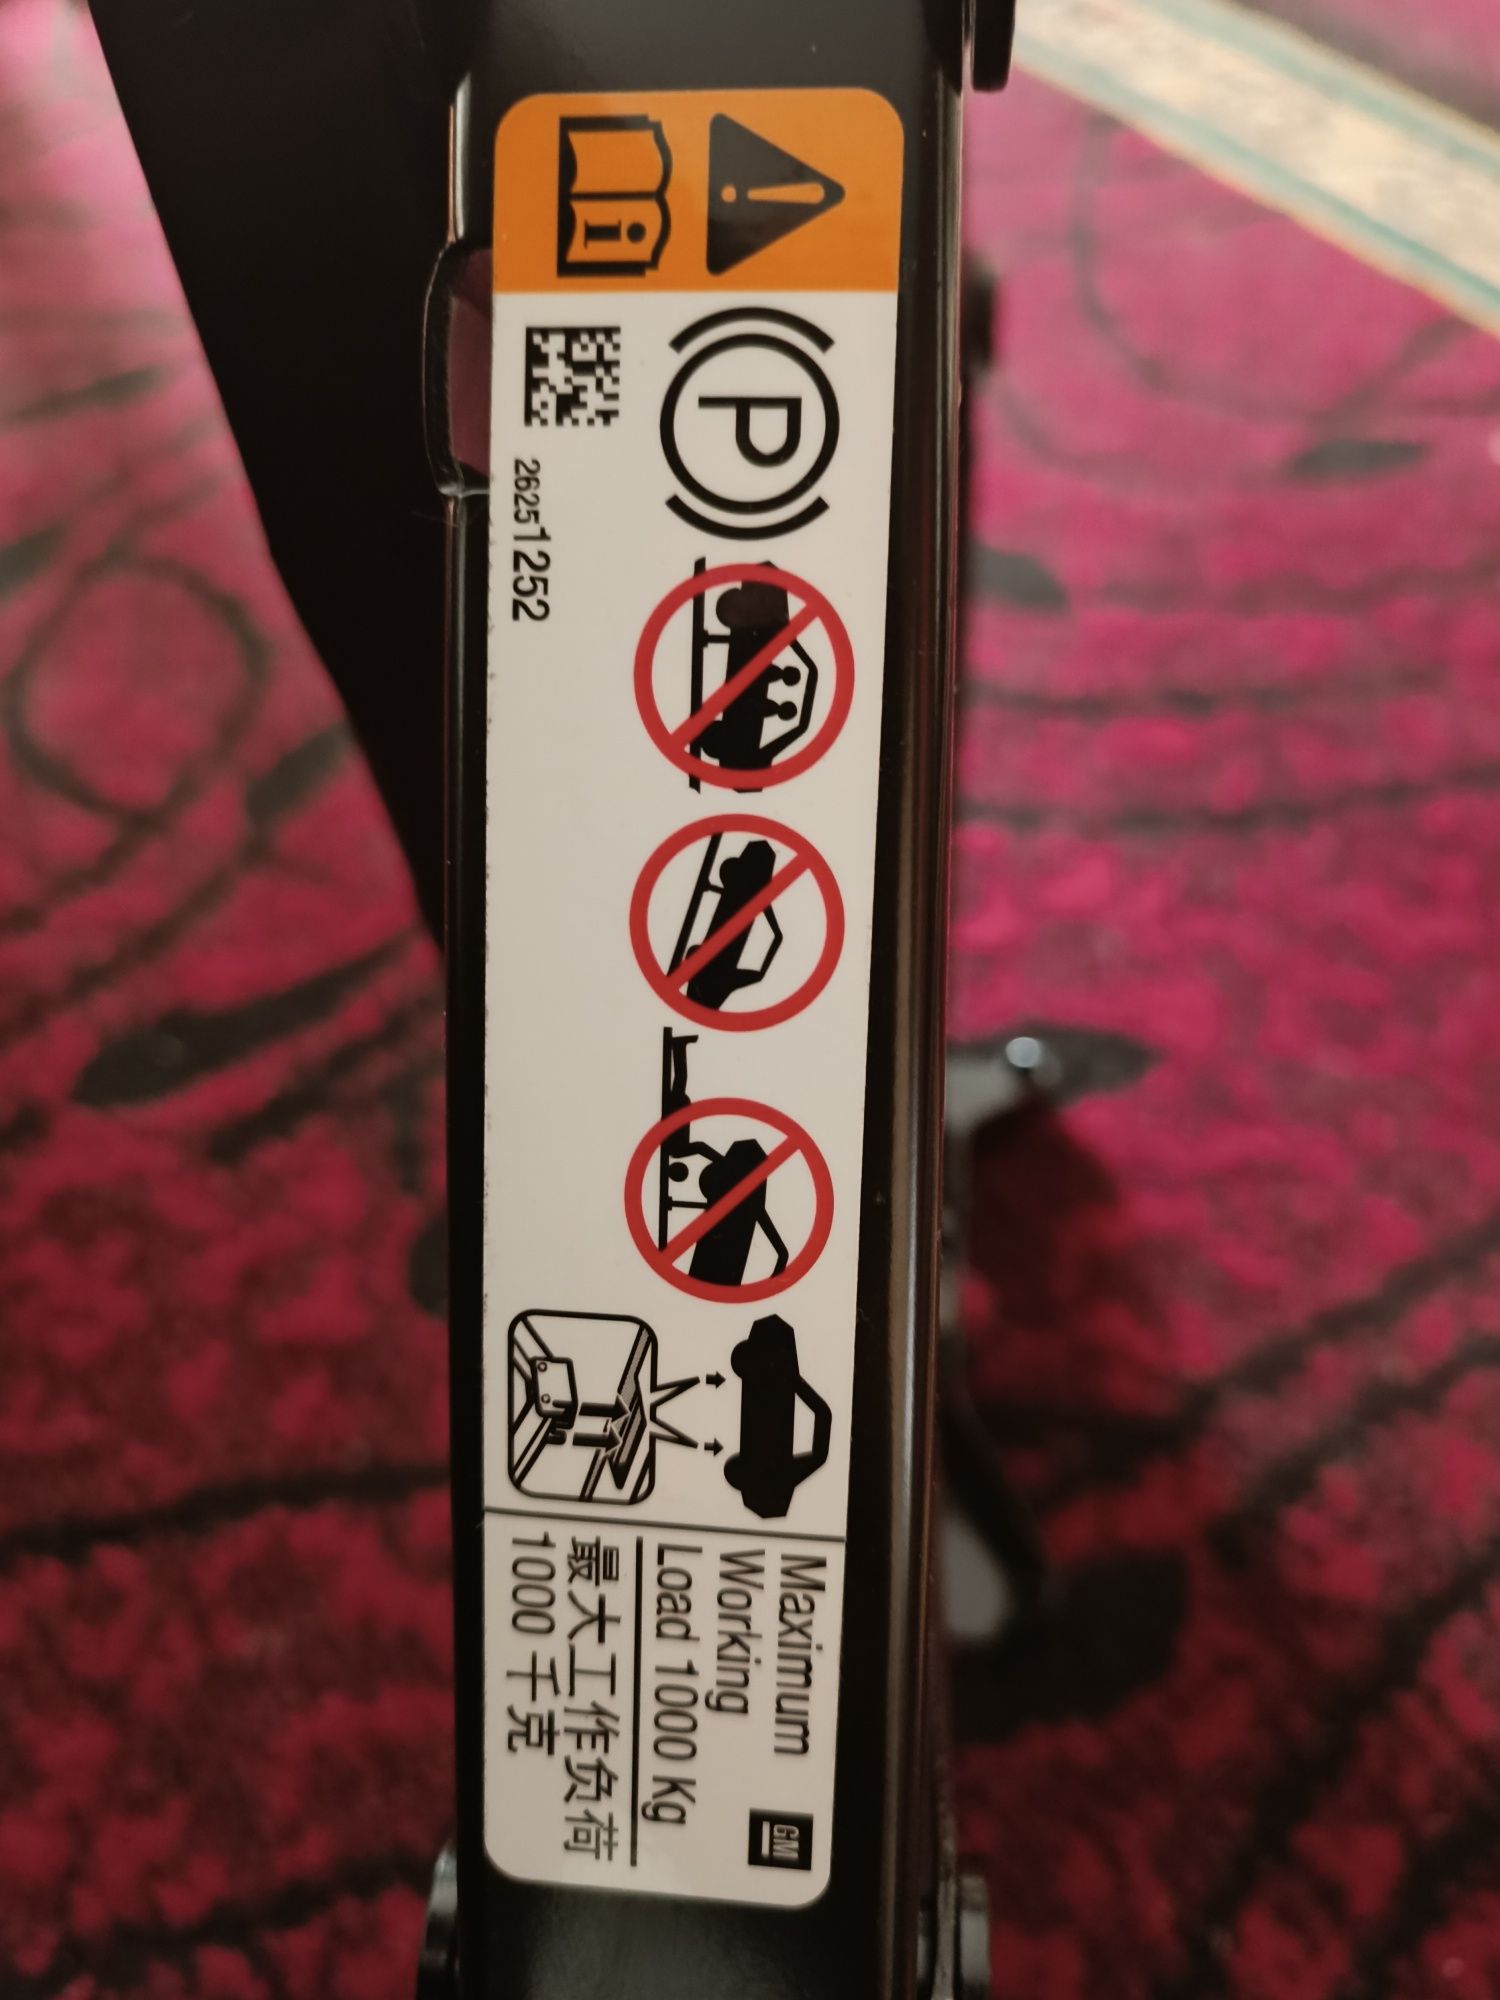 P
26251252
Maximum
Working
Load 1000 Kg
最大工作负荷
1000 千克
GM